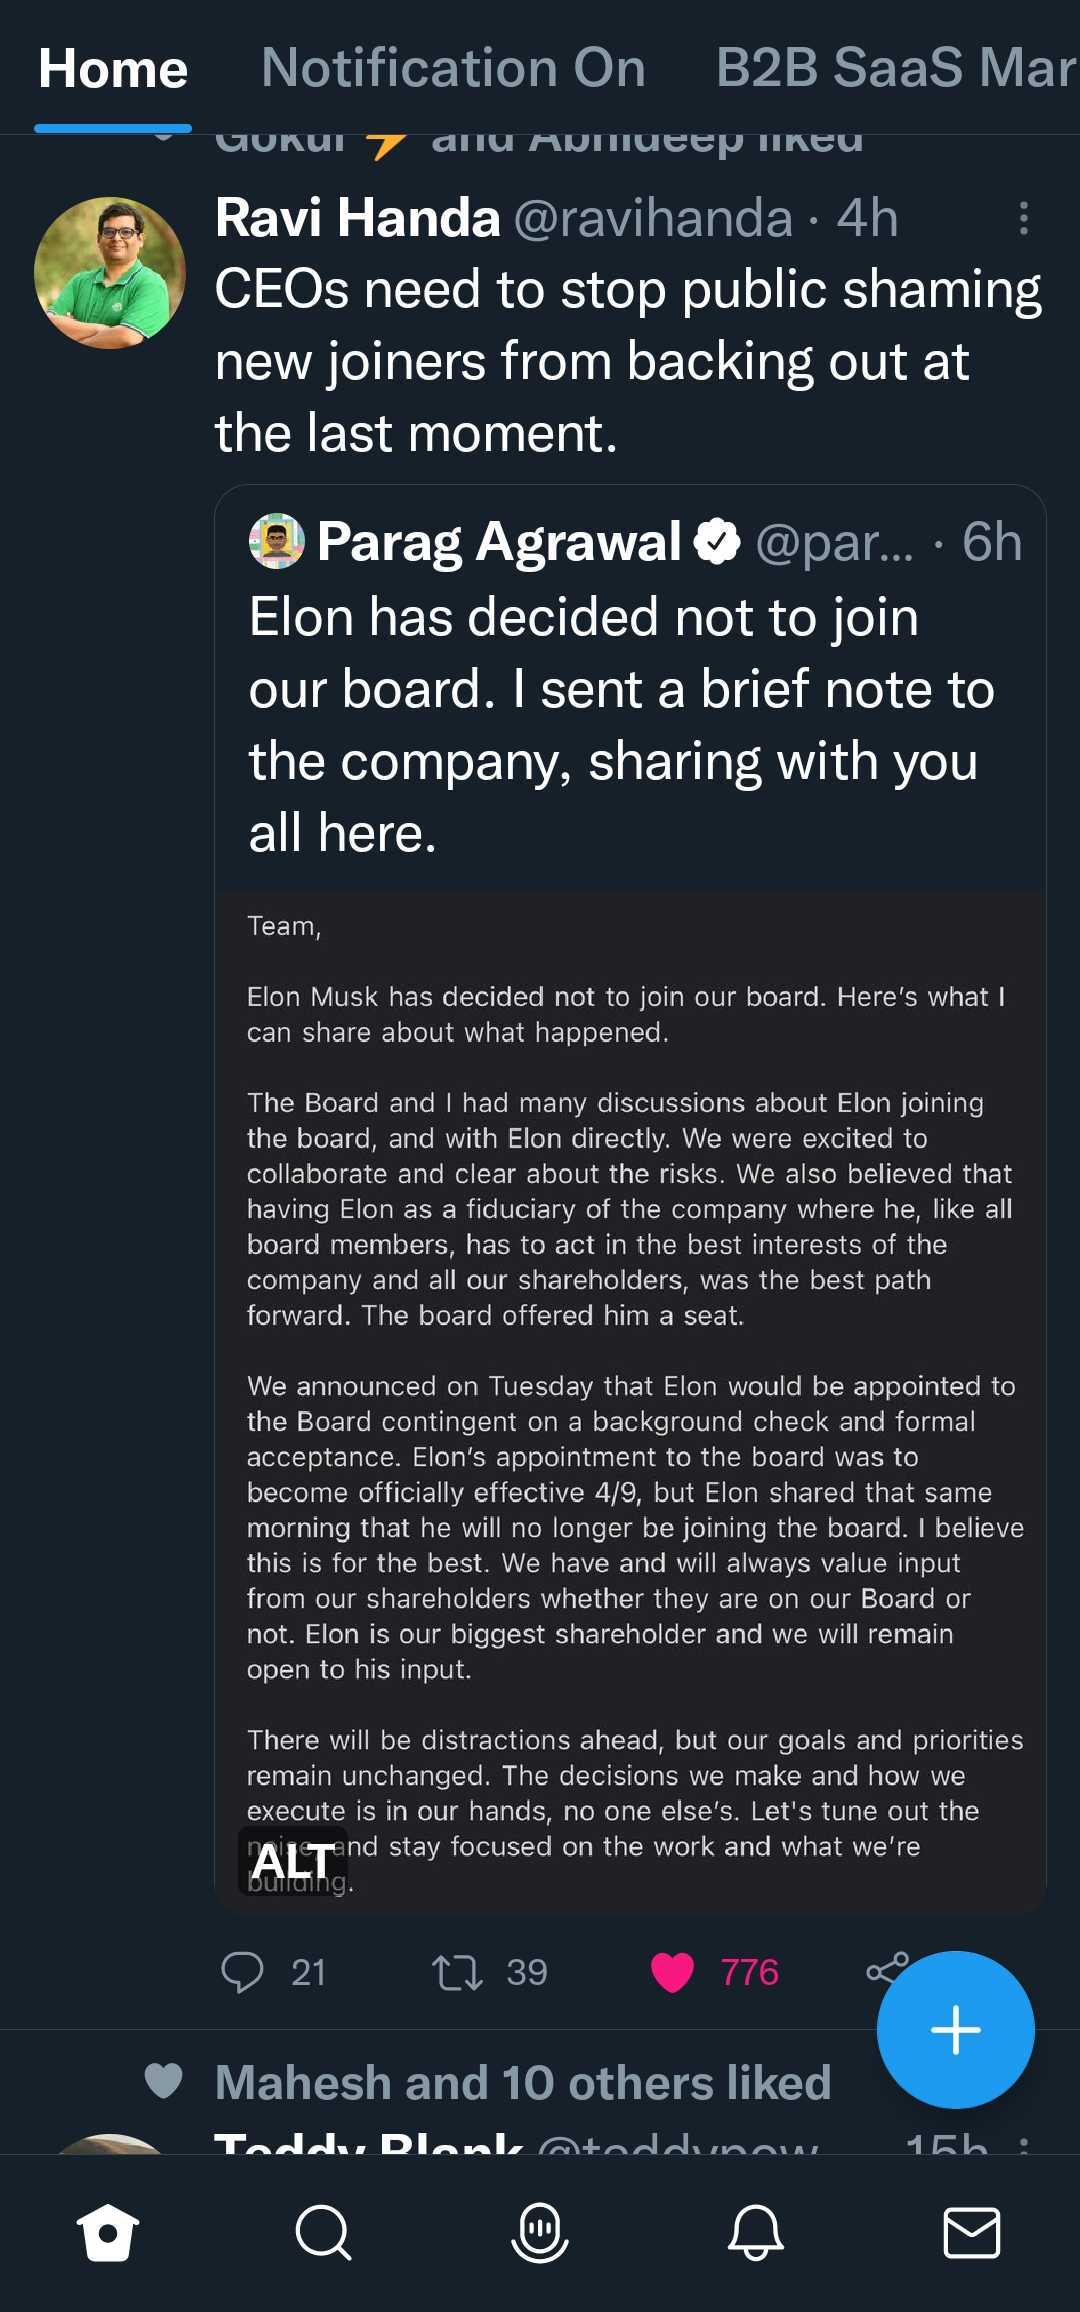 Home Notification On B2B SaaS Mar
Gokul ⚡ and Abhideep liked
Ravi Handa @ravihanda · 4h
CEOs need to stop public shaming
new joiners from backing out at
the last moment.
Parag Agrawal @par... · 6h
Elon has decided not to join
our board. I sent a brief note to
the company, sharing with you
all here.
Team,
Elon Musk has decided not to join our board. Here's what I
can share about what happened.
The Board and I had many discussions about Elon joining
the board, and with Elon directly. We were excited to
collaborate and clear about the risks. We also believed that
having Elon as a fiduciary of the company where he, like all
board members, has to act in the best interests of the
company and all our shareholders, was the best path
forward. The board offered him a seat.
We announced on Tuesday that Elon would be appointed to
the Board contingent on a background check and formal
acceptance. Elon's appointment to the board was to
become officially effective 4/9, but Elon shared that same
morning that he will no longer be joining the board. I believe
this is for the best. We have and will always value input
from our shareholders whether they are on our Board or
not. Elon is our biggest shareholder and we will remain
open to his input.
There will be distractions ahead, but our goals and priorities
remain unchanged. The decisions we make and how we
execute is in our hands, no one else's. Let's tune out the
noise, and stay focused on the work and what we're
building.
ALT
21 39 776
Mahesh and 10 others liked
Teddy Blank @teddypow 15h